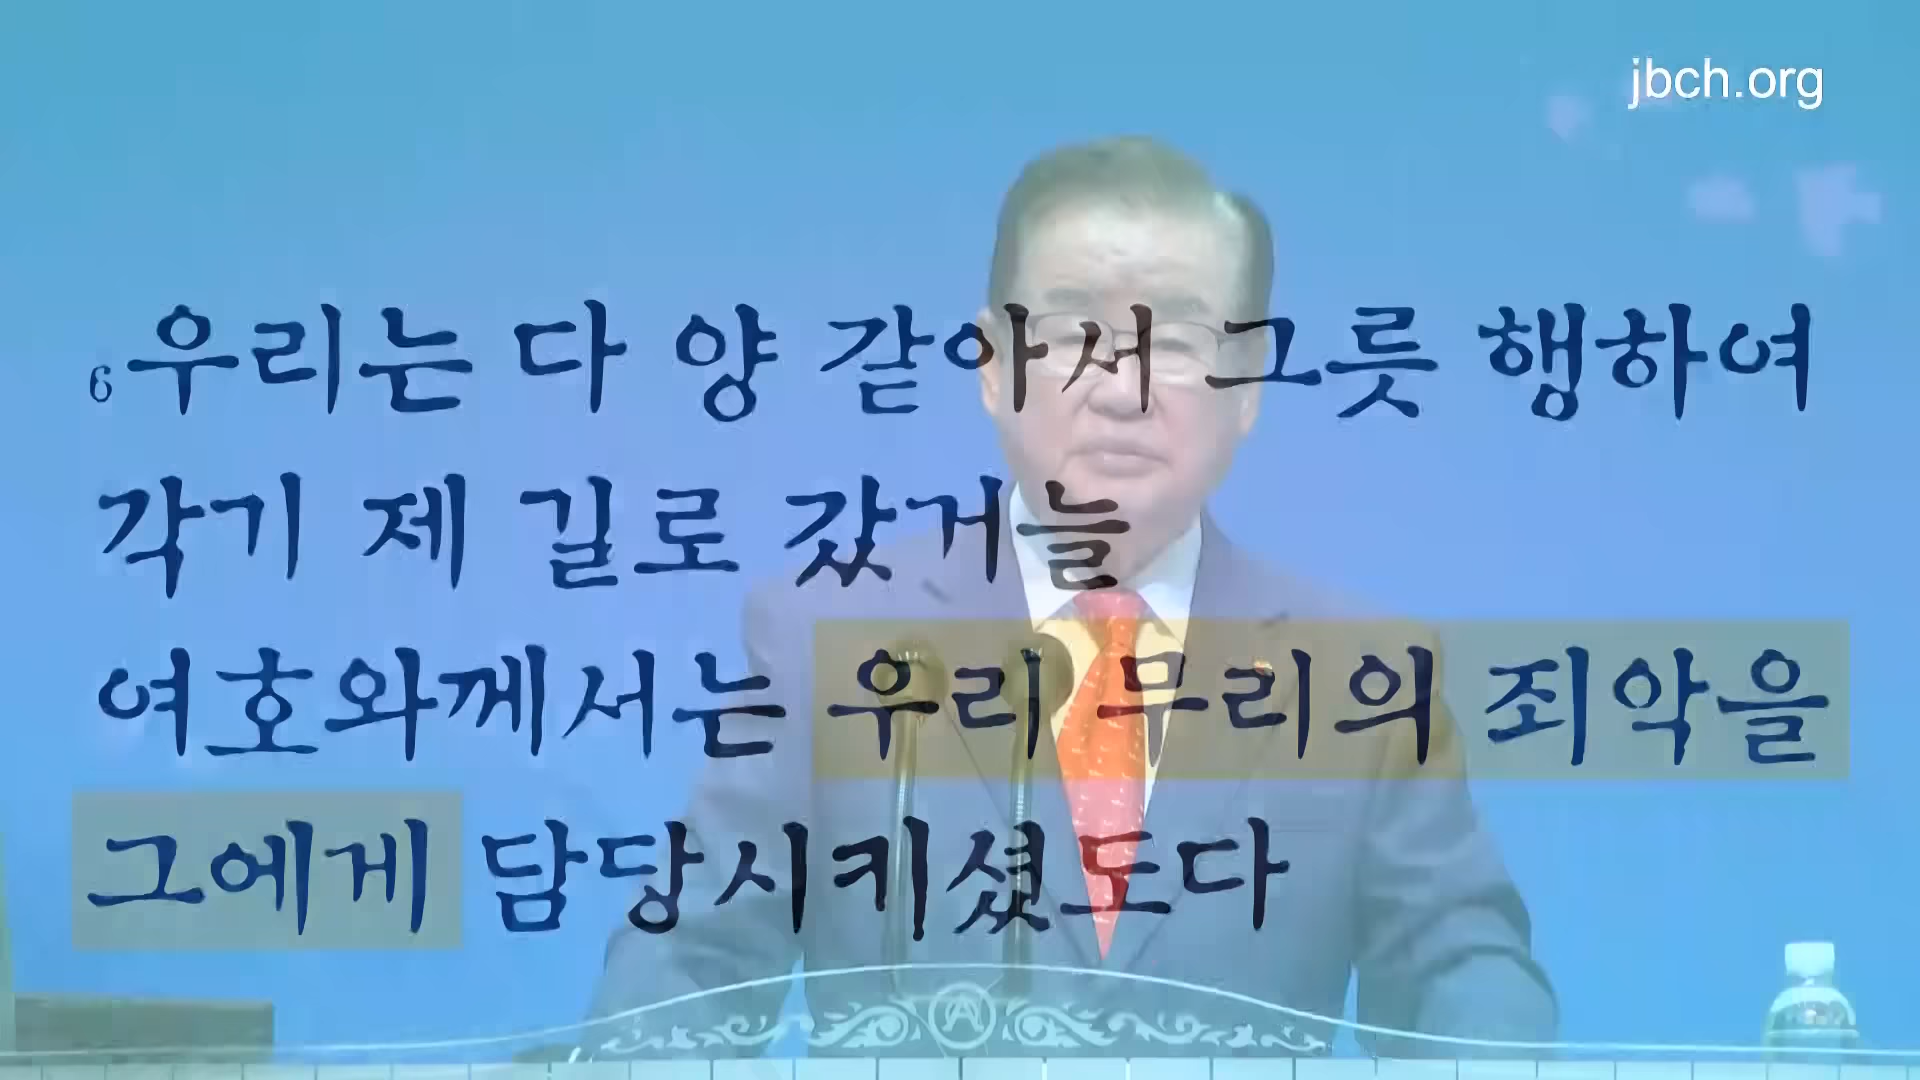 jbch.org
6우리는 다 양 같아서 그릇 행하여
각기 제 길로 갔거늘
여호와께서는 우리 무리의 죄악을
그에게 담당시키셨도다